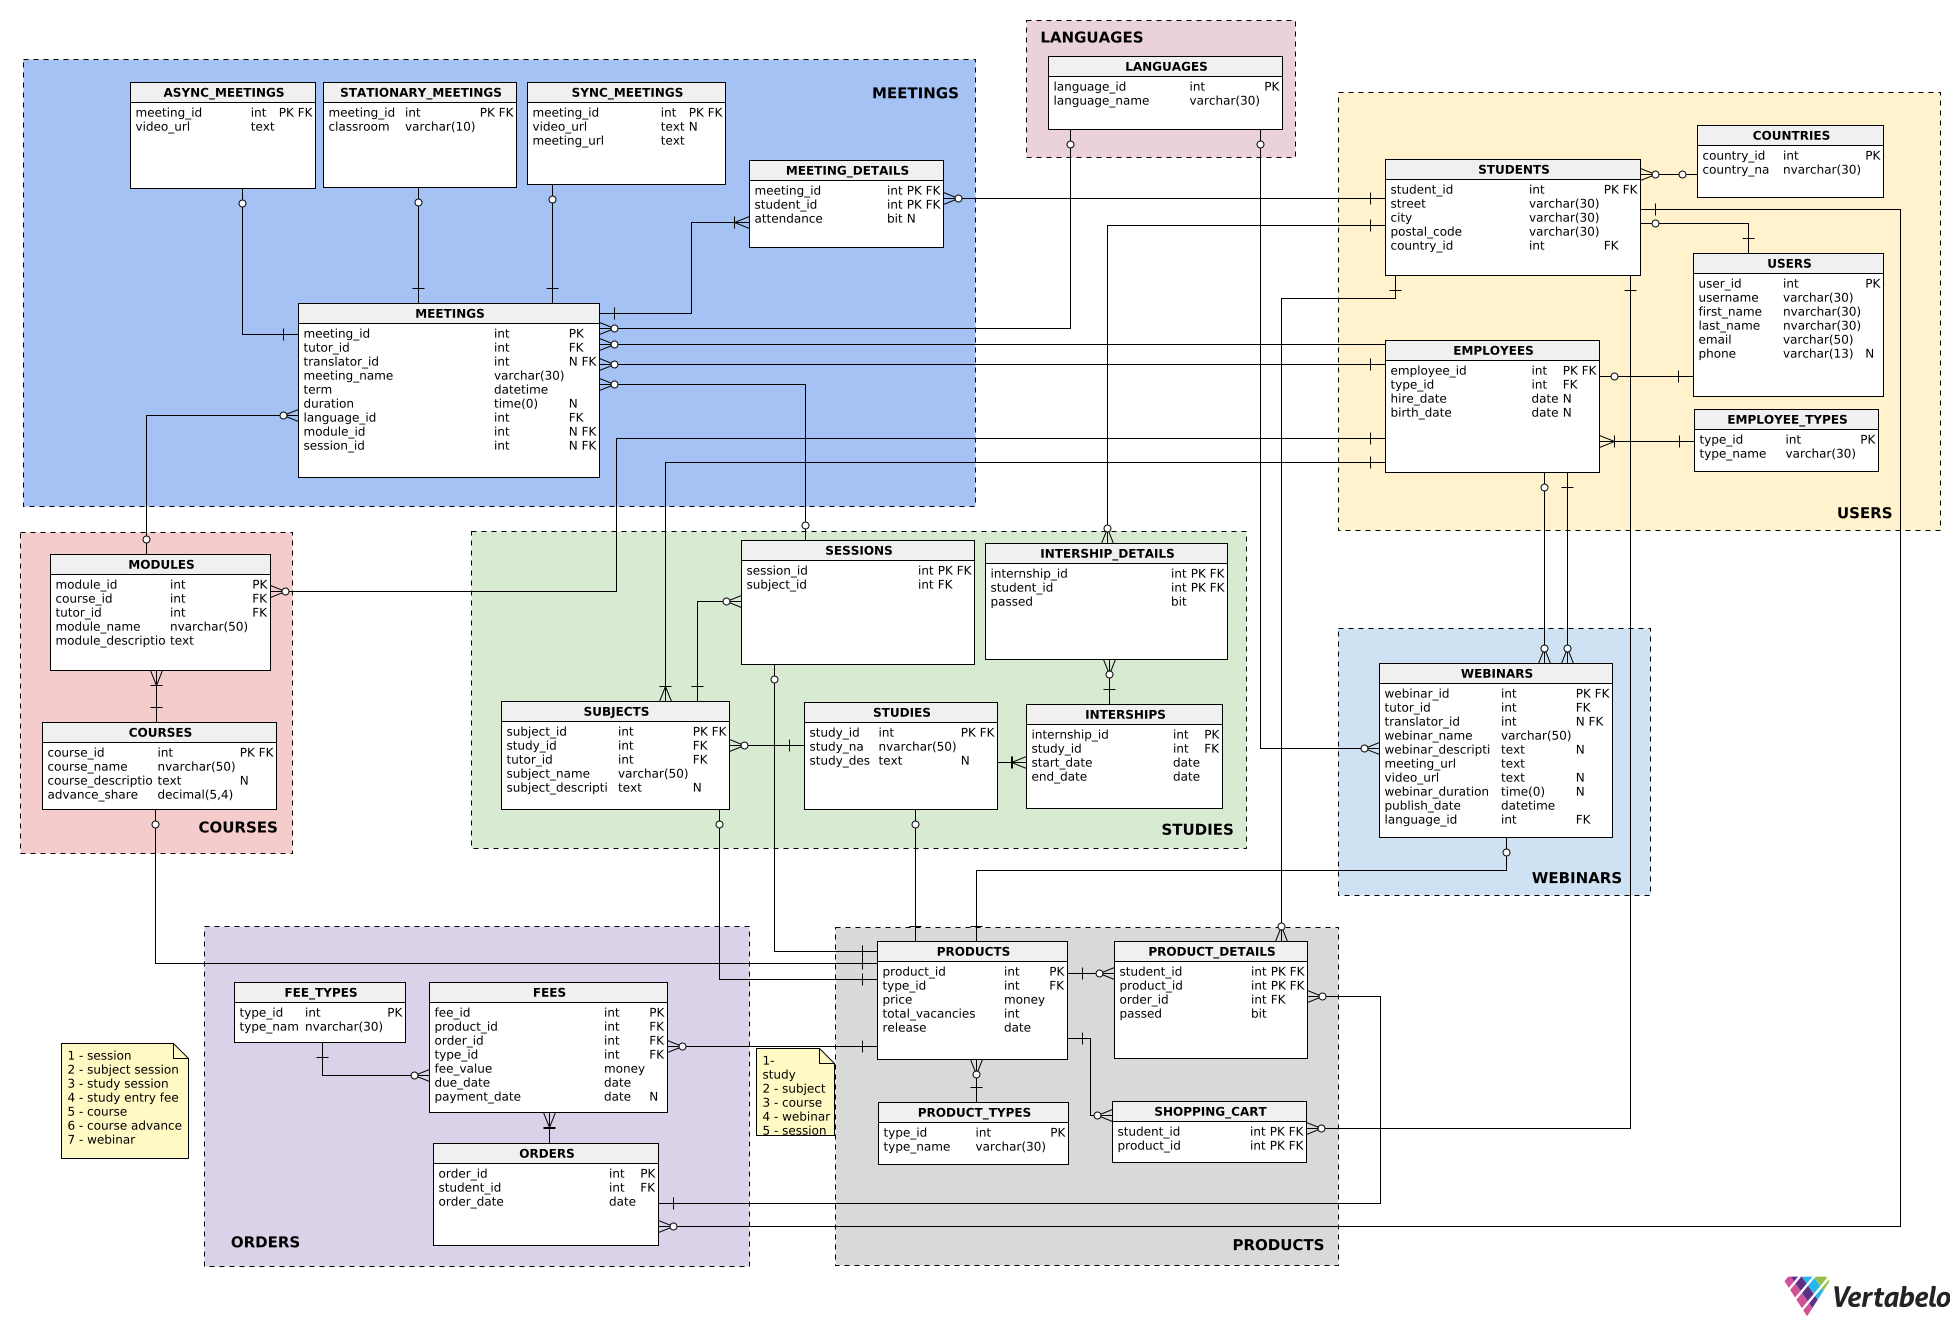 LANGUAGES
LANGUAGES
language_id int PK
language_name varchar(30)
MEETINGS
ASYNC_MEETINGS
meeting_id int PK FK
video_url text
STATIONARY_MEETINGS
meeting_id int PK FK
classroom varchar(10)
SYNC_MEETINGS
meeting_id int PK FK
video_url text N
meeting_url text
MEETING_DETAILS
meeting_id int PK FK
student_id int PK FK
attendance bit N
MEETINGS
meeting_id int PK
tutor_id int FK
translator_id int N FK
meeting_name varchar(30)
term datetime
duration time(0) N
language_id int FK
module_id int N FK
session_id int N FK
COUNTRIES
country_id int PK
country_na nvarchar(30)
STUDENTS
student_id int PK FK
street varchar(30)
city varchar(30)
postal_code varchar(30)
country_id int FK
USERS
user_id int PK
username varchar(30)
first_name nvarchar(30)
last_name nvarchar(30)
email varchar(50)
phone varchar(13) N
EMPLOYEES
employee_id int PK FK
type_id int FK
hire_date date N
birth_date date N
EMPLOYEE_TYPES
type_id int PK
type_name varchar(30)
USERS
MODULES
module_id int PK
course_id int FK
tutor_id int FK
module_name nvarchar(50)
module_descriptio text
COURSES
course_id int PK FK
course_name nvarchar(50)
course_descriptio text N
advance_share decimal(5,4)
COURSES
SESSIONS
session_id int PK FK
subject_id int FK
INTERSHIP_DETAILS
internship_id int PK FK
student_id int PK FK
passed bit
SUBJECTS
subject_id int PK FK
study_id int FK
tutor_id int FK
subject_name varchar(50)
subject_descripti text N
STUDIES
study_id int PK FK
study_na nvarchar(50)
study_des text N
INTERSHIPS
internship_id int PK
study_id int FK
start_date date
end_date date
STUDIES
WEBINARS
webinar_id int PK FK
tutor_id int FK
translator_id int N FK
webinar_name varchar(50)
webinar_descripti text N
meeting_url text
video_url text N
webinar_duration time(0) N
publish_date datetime
language_id int FK
WEBINARS
FEE_TYPES
type_id int PK
type_nam nvarchar(30)
FEES
fee_id int PK
product_id int FK
order_id int FK
type_id int FK
fee_value money
due_date date
payment_date date N
ORDERS
order_id int PK
student_id int FK
order_date date
ORDERS
1 - session
2 - subject session
3 - study session
4 - study entry fee
5 - course
6 - course advance
7 - webinar
1-
study
2 - subject
3 - course
4 - webinar
5 - session
PRODUCTS
product_id int PK
type_id int FK
price money
total_vacancies int
release date
PRODUCT_DETAILS
student_id int PK FK
product_id int PK FK
order_id int FK
passed bit
PRODUCT_TYPES
type_id int PK
type_name varchar(30)
SHOPPING_CART
student_id int PK FK
product_id int PK FK
PRODUCTS
Vertabelo